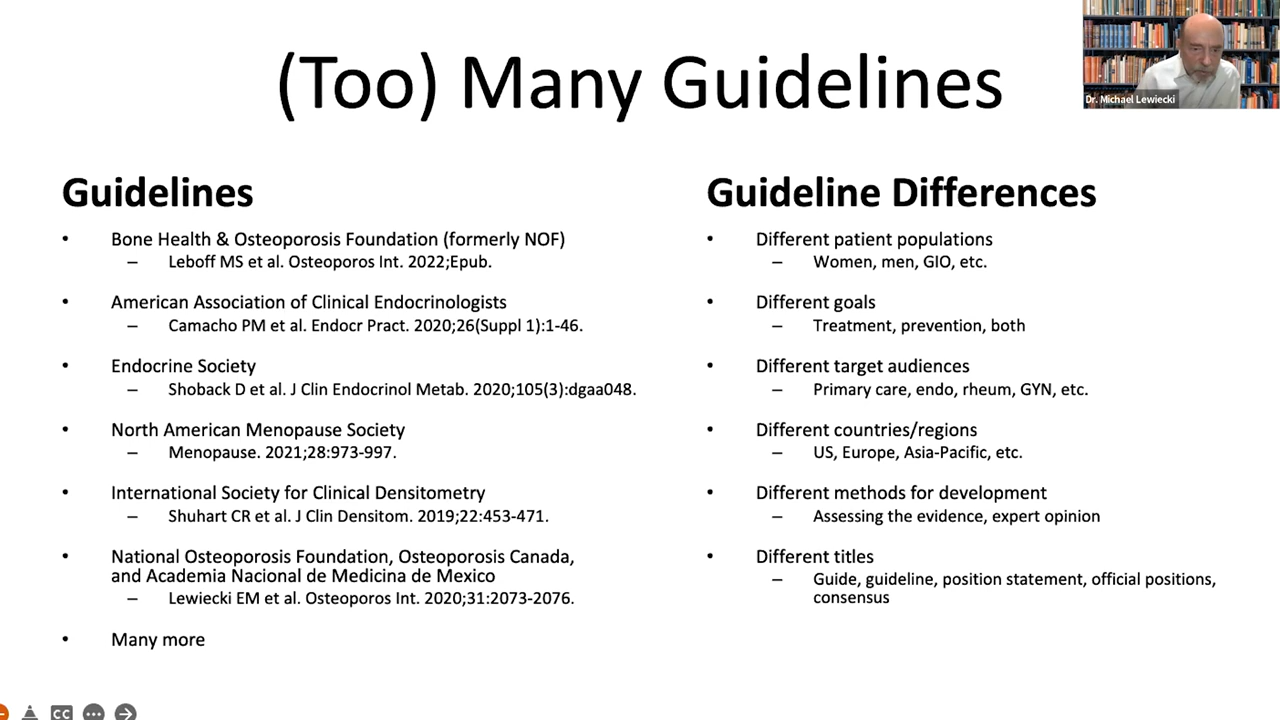 (Too) Many Guidelines
Dr. Michael Lewiecki
Guidelines
• Bone Health & Osteoporosis Foundation (formerly NOF)
– Leboff MS et al. Osteoporos Int. 2022;Epub.
• American Association of Clinical Endocrinologists
– Camacho PM et al. Endocr Pract. 2020;26(Suppl 1):1-46.
• Endocrine Society
– Shoback D et al. J Clin Endocrinol Metab. 2020;105(3):dgaa048.
• North American Menopause Society
– Menopause. 2021;28:973-997.
• International Society for Clinical Densitometry
– Shuhart CR et al. J Clin Densitom. 2019;22:453-471.
• National Osteoporosis Foundation, Osteoporosis Canada,
and Academia Nacional de Medicina de Mexico
– Lewiecki EM et al. Osteoporos Int. 2020;31:2073-2076.
• Many more
Guideline Differences
• Different patient populations
– Women, men, GIO, etc.
• Different goals
– Treatment, prevention, both
• Different target audiences
– Primary care, endo, rheum, GYN, etc.
• Different countries/regions
– US, Europe, Asia-Pacific, etc.
• Different methods for development
– Assessing the evidence, expert opinion
• Different titles
– Guide, guideline, position statement, official positions,
consensus
CC